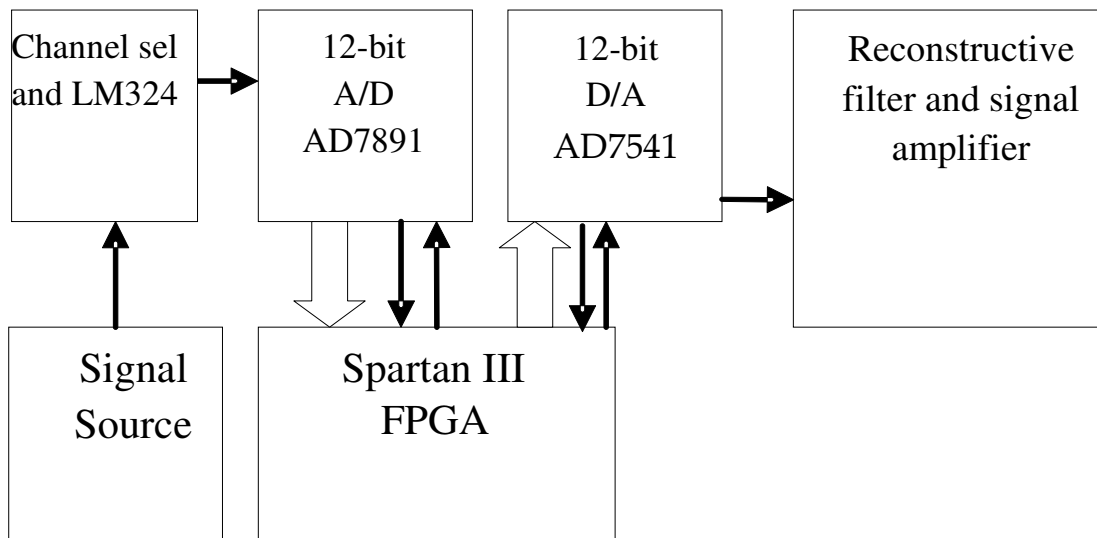 Channel sel
and LM324
12-bit
A/D
AD7891
12-bit
D/A
AD7541
Reconstructive
filter and signal
amplifier
Signal
Source
Spartan III
FPGA